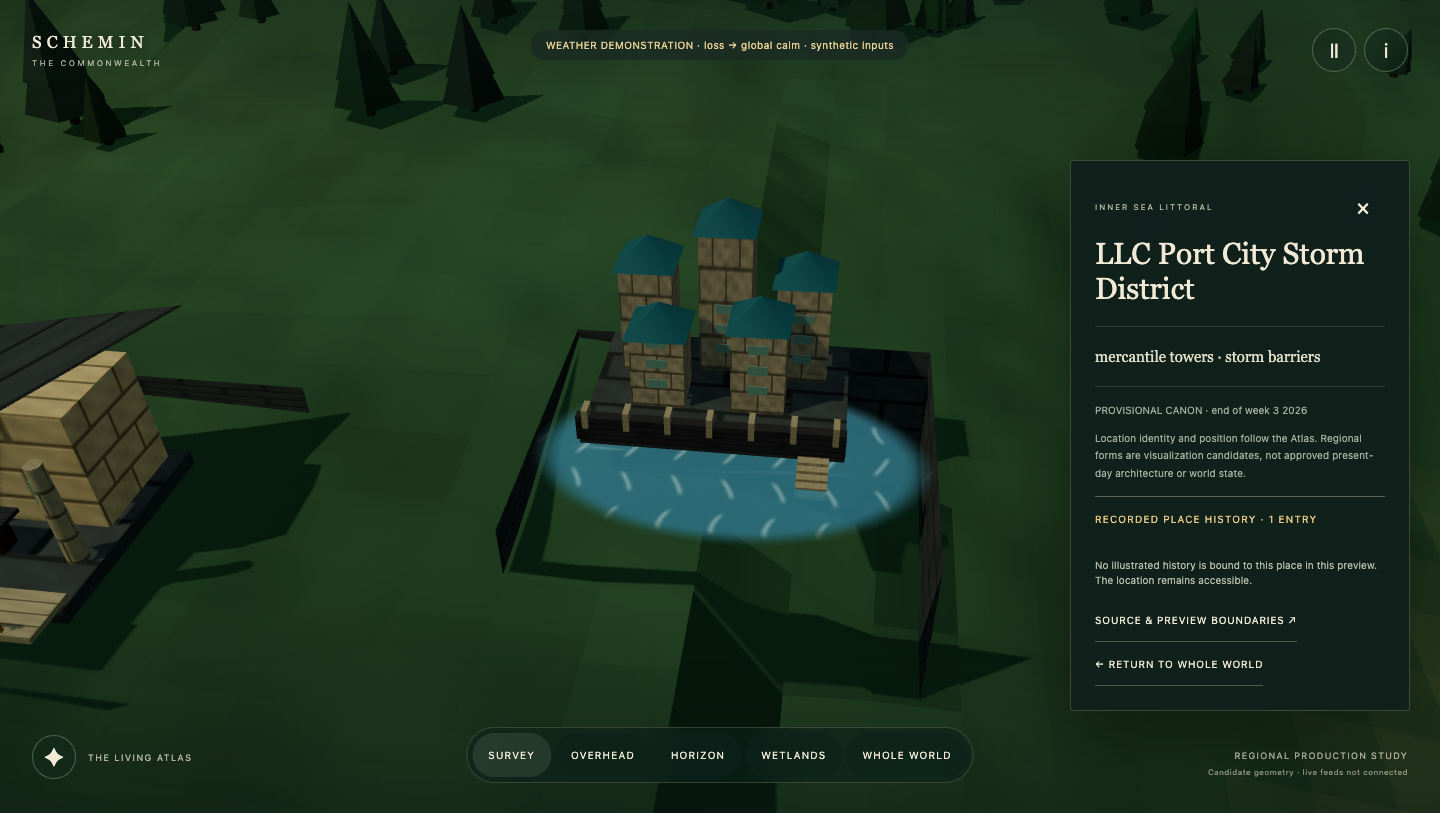 SCHEMIN
THE COMMONWEALTH
WEATHER DEMONSTRATION · loss → global calm · synthetic inputs
i
INNER SEA LITTORAL
×
LLC Port City Storm
District
mercantile towers · storm barriers
PROVISIONAL CANON · end of week 3 2026
Location identity and position follow the Atlas. Regional
forms are visualization candidates, not approved present-
day architecture or world state.
RECORDED PLACE HISTORY · 1 ENTRY
No illustrated history is bound to this place in this preview.
The location remains accessible.
SOURCE & PREVIEW BOUNDARIES ↗
← RETURN TO WHOLE WORLD
THE LIVING ATLAS
SURVEY
OVERHEAD
HORIZON
WETLANDS
WHOLE WORLD
REGIONAL PRODUCTION STUDY
Candidate geometry · live feeds not connected